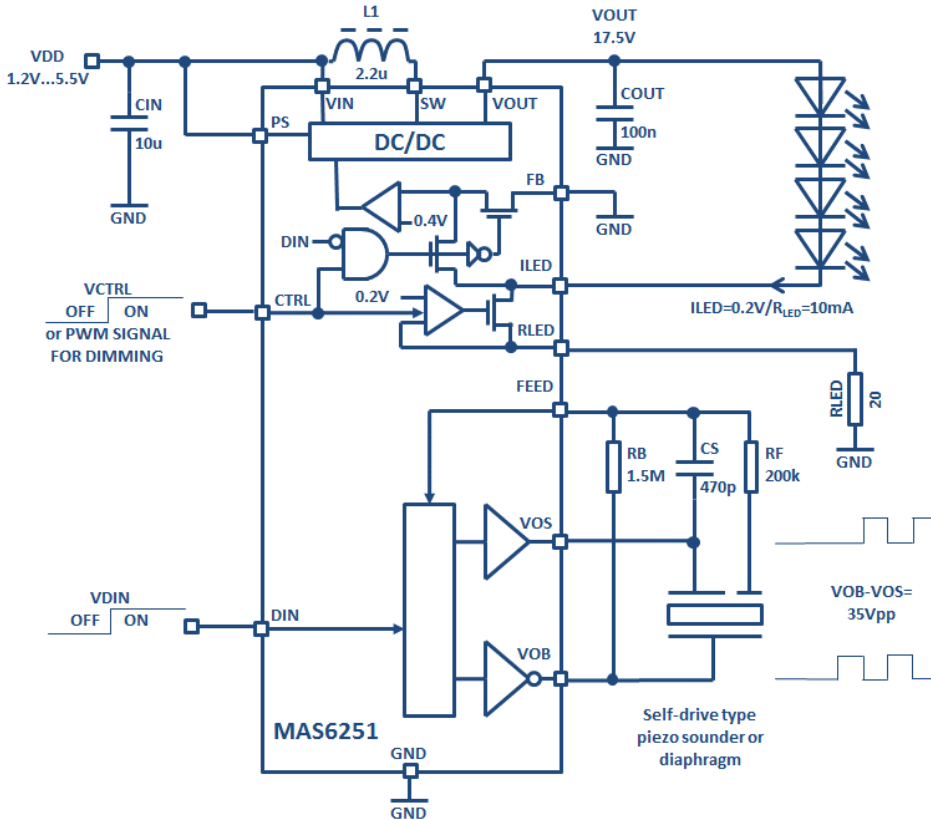 L1
VOUT
17.5V
VDD
1.2V...5.5V
2.2u
CIN
10u
VIN
SW
VOUT
COUT
100n
PS
DC/DC
GND
GND
FB
0.4V
DIN
GND
ILED
VCTRL
OFF ON
CTRL
0.2V
ILED=0.2V/RLED=10mA
or PWM SIGNAL
FOR DIMMING
RLED
FEED
RLED
20
GND
RB
1.5M
CS
470p
RF
200k
VOS
VDIN
OFF ON
DIN
VOB-VOS=
35Vpp
VOB
MAS6251
Self-drive type
piezo sounder or
diaphragm
GND
GND